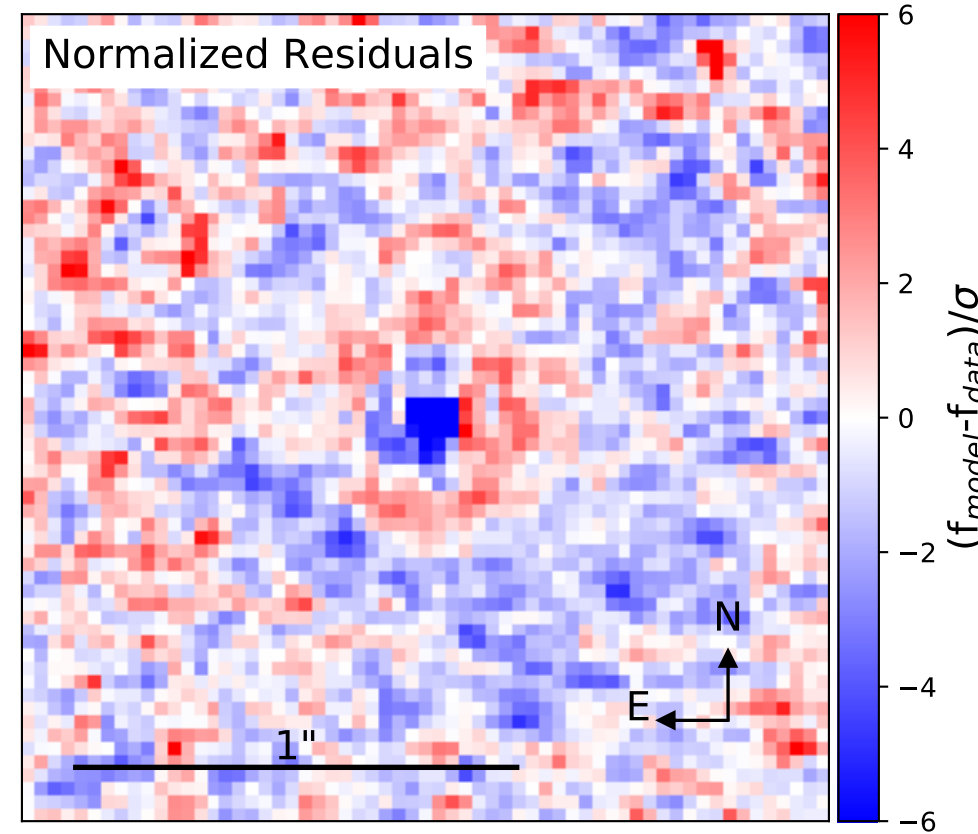 Normalized Residuals
6
4
2
0
−2
−4
−6
(f_model-f_data)/σ
N
E
1"